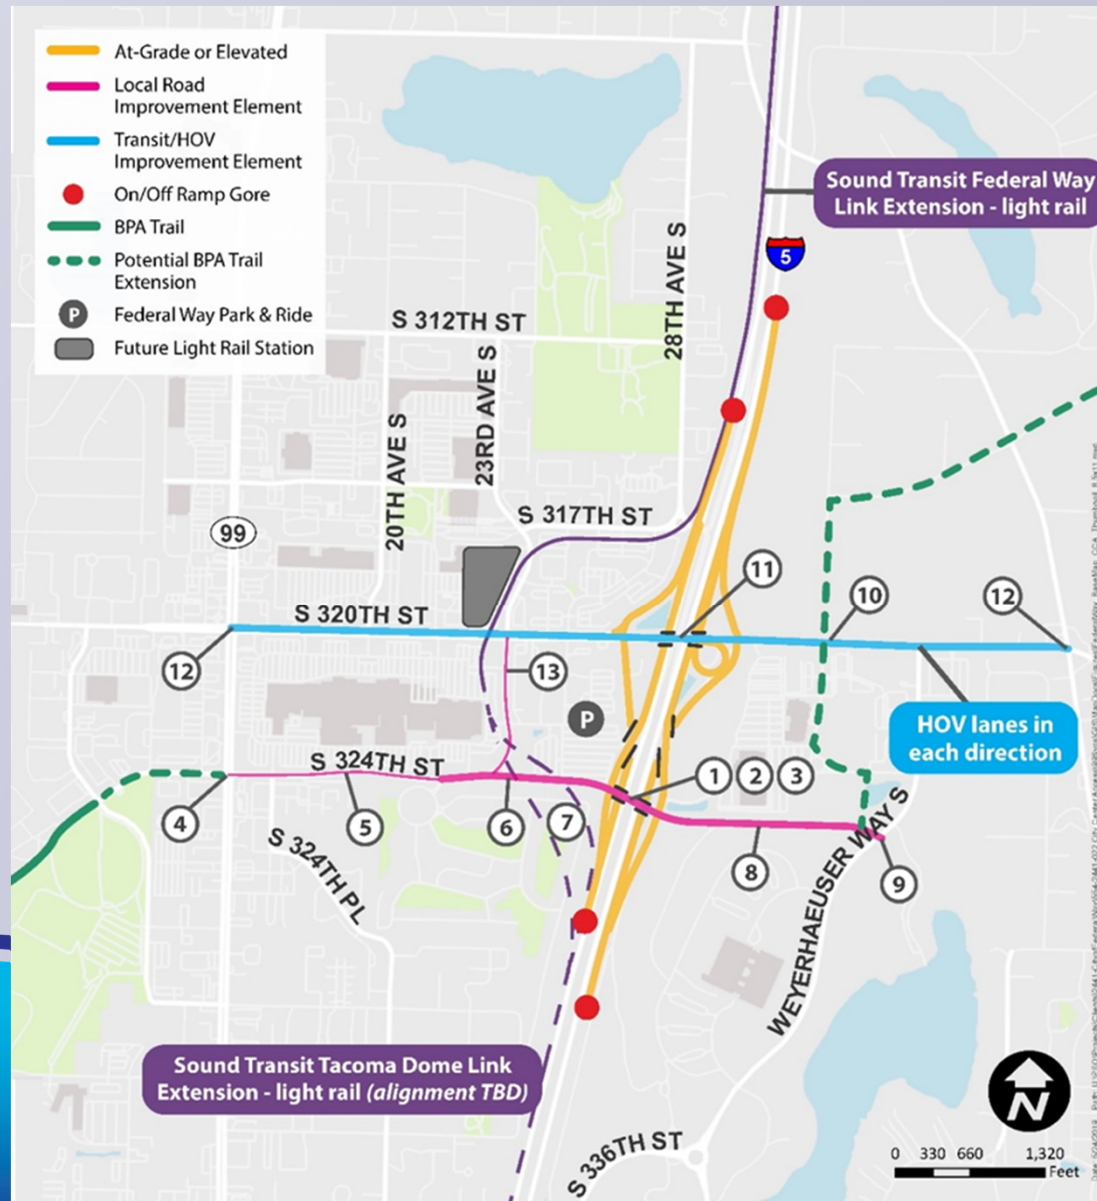 At-Grade or Elevated
Local Road
Improvement Element
Transit/HOV
Improvement Element
On/Off Ramp Gore
BPA Trail
Potential BPA Trail
Extension
P
Federal Way Park & Ride
Future Light Rail Station
Sound Transit Federal Way
Link Extension - light rail
5
28TH AVE S
S 312TH ST
23RD AVE S
20TH AVE S
S 317TH ST
99
11
S 320TH ST
10
12
12
13
P
HOV lanes in
each direction
S 324TH ST
1
2
3
4
5
6
7
8
9
S 324TH PL
WEYERHAEUSER WAY S
Sound Transit Tacoma Dome Link
Extension - light rail (alignment TBD)
N
S 336TH ST
0 330 660 1,320
Feet